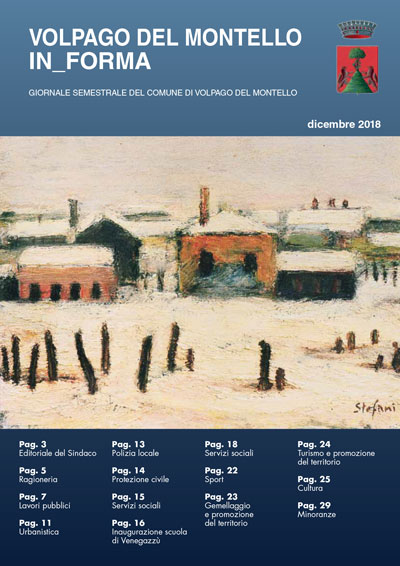 VOLPAGO DEL MONTELLO
IN_FORMA
GIORNALE SEMESTRALE DEL COMUNE DI VOLPAGO DEL MONTELLO
dicembre 2018
Stefani
Pag. 3
Editoriale del Sindaco
Pag. 5
Ragioneria
Pag. 7
Lavori pubblici
Pag. 11
Urbanistica
Pag. 13
Polizia locale
Pag. 14
Protezione civile
Pag. 15
Servizi sociali
Pag. 16
Inaugurazione scuola
di Venegazzù
Pag. 18
Servizi sociali
Pag. 22
Sport
Pag. 23
Gemellaggio
e promozione
del territorio
Pag. 24
Turismo e promozione
del territorio
Pag. 25
Cultura
Pag. 29
Minoranze